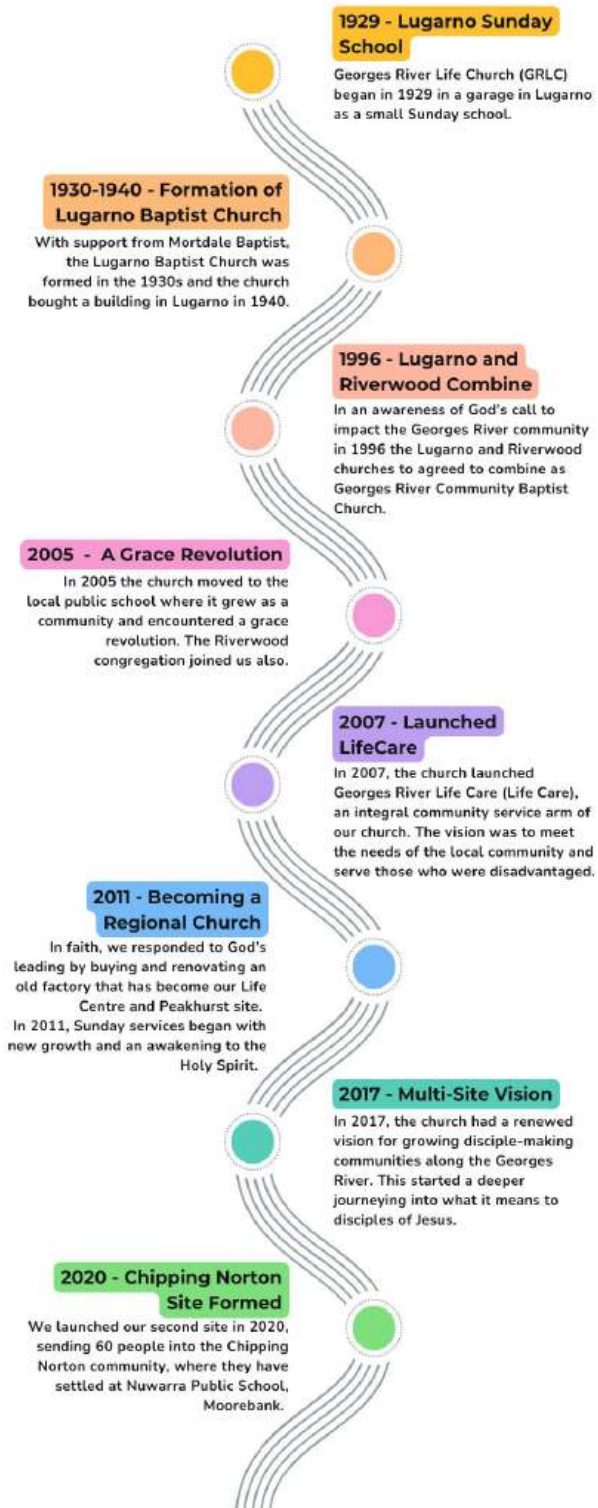 1929 - Lugarno Sunday
School
Georges River Life Church (GRLC)
began in 1929 in a garage in Lugarno
as a small Sunday school.
1930-1940 - Formation of
Lugarno Baptist Church
With support from Mortdale Baptist,
the Lugarno Baptist Church was
formed in the 1930s and the church
bought a building in Lugarno in 1940.
1996 - Lugarno and
Riverwood Combine
In an awareness of God's call to
impact the Georges River community
in 1996 the Lugarno and Riverwood
churches to agreed to combine as
Georges River Community Baptist
Church.
2005 - A Grace Revolution
In 2005 the church moved to the
local public school where it grew as a
community and encountered a grace
revolution. The Riverwood
congregation joined us also.
2007 - Launched
LifeCare
In 2007, the church launched
Georges River Life Care (Life Care),
an integral community service arm of
our church. The vision was to meet
the needs of the local community and
serve those who were disadvantaged.
2011 - Becoming a
Regional Church
In faith, we responded to God's
leading by buying and renovating an
old factory that has become our Life
Centre and Peakhurst site.
In 2011, Sunday services began with
new growth and an awakening to the
Holy Spirit.
2017 - Multi-Site Vision
In 2017, the church had a renewed
vision for growing disciple-making
communities along the Georges
River. This started a deeper
journeying into what it means to
disciples of Jesus.
2020 - Chipping Norton
Site Formed
We launched our second site in 2020,
sending 60 people into the Chipping
Norton community, where they have
settled at Nuwarra Public School,
Moorebank.